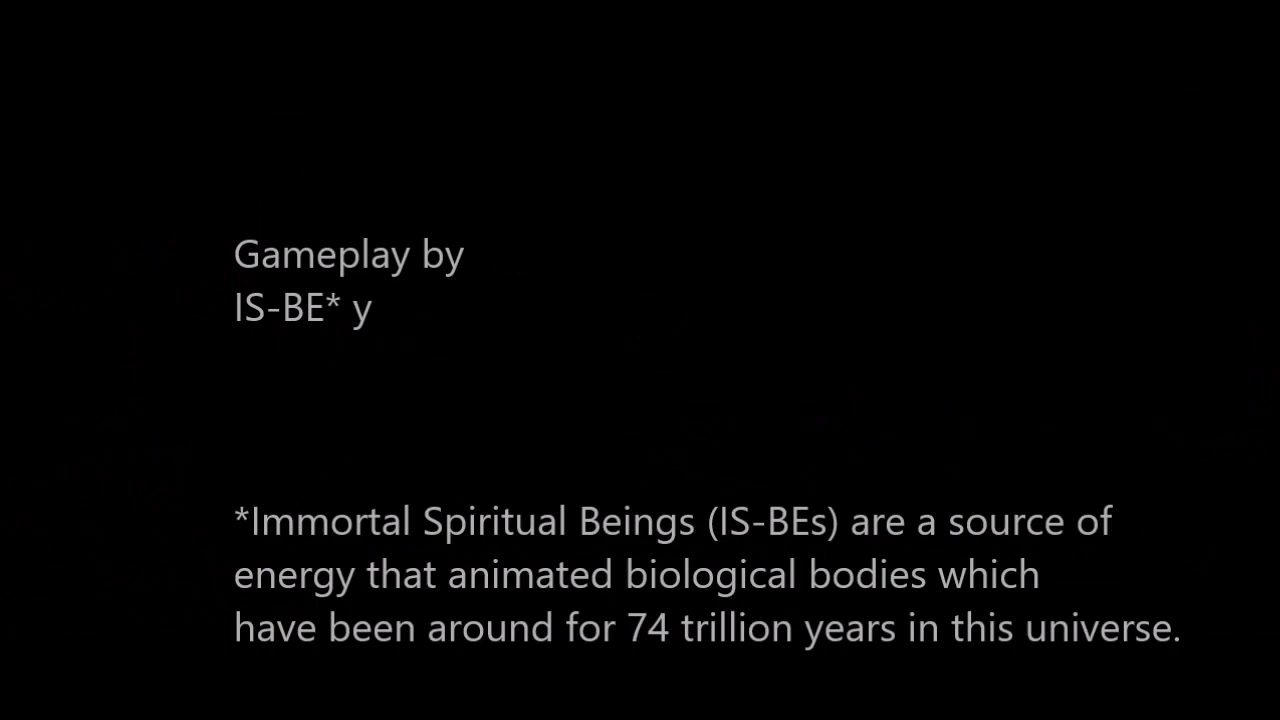 Gameplay by
IS-BE* y
*Immortal Spiritual Beings (IS-BEs) are a source of
energy that animated biological bodies which
have been around for 74 trillion years in this universe.